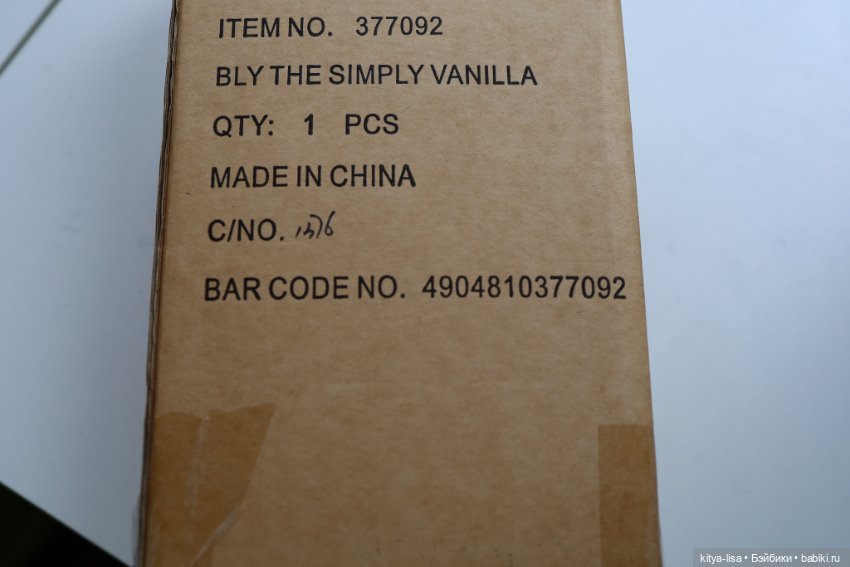 ITEM NO. 377092
BLY THE SIMPLY VANILLA
QTY: 1 PCS
MADE IN CHINA
C/NO.
BAR CODE NO. 4904810377092
kitya-lisa • Бэйбики • babiki.ru